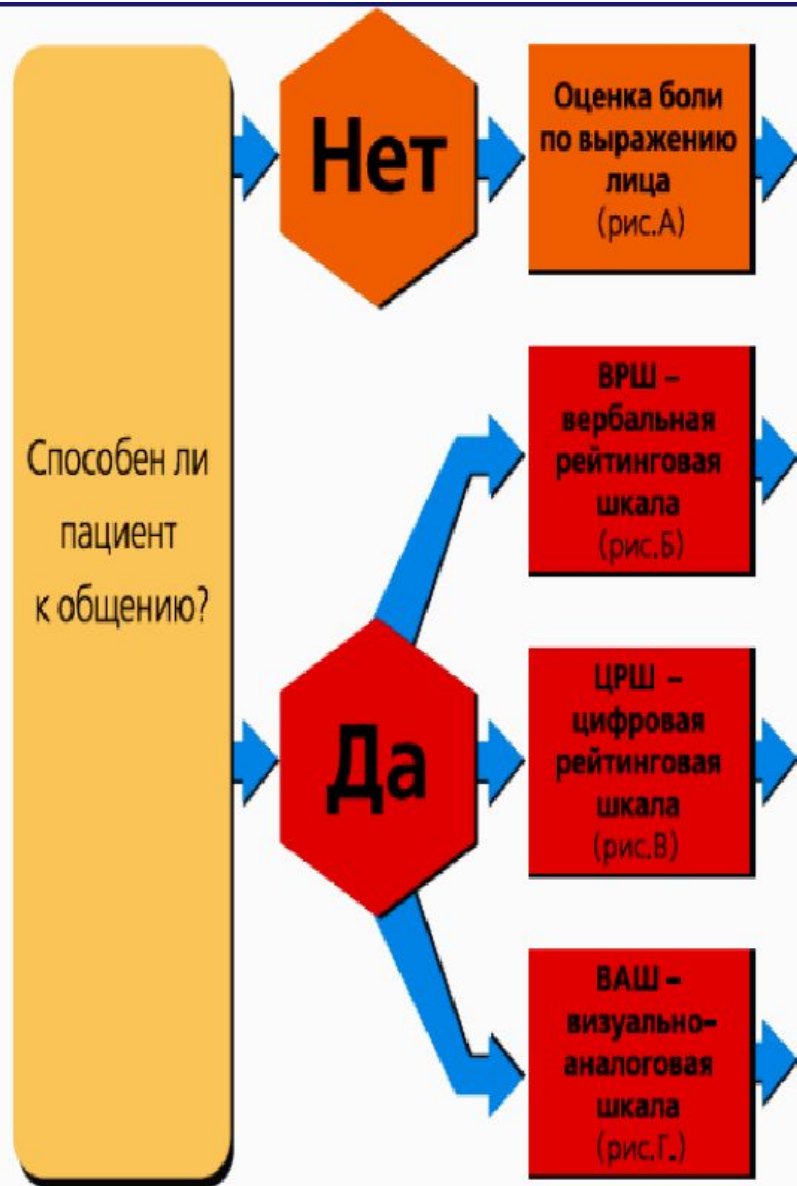 Способен ли
пациент
к общению?
Нет
Оценка боли
по выражению
лица
(рис.А)
Да
ВРШ –
вербальная
рейтинговая
шкала
(рис.Б)
ЦРШ –
цифровая
рейтинговая
шкала
(рис.В)
ВАШ –
визуально–
аналоговая
шкала
(рис.Г.)